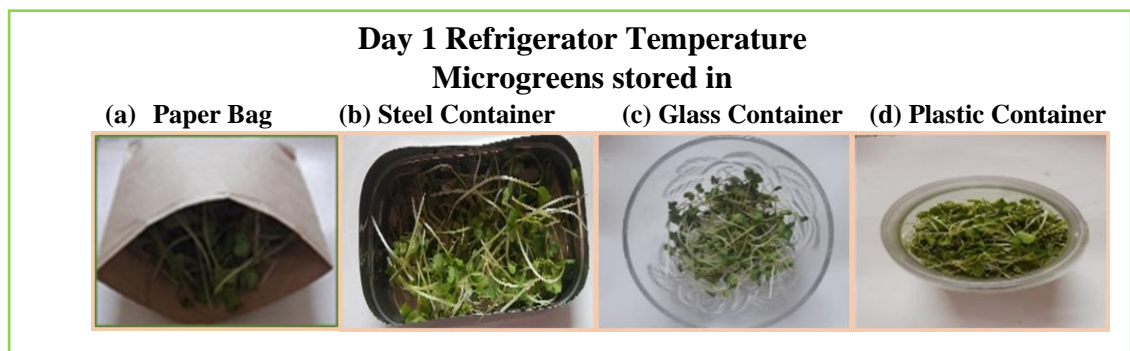 Day 1 Refrigerator Temperature
Microgreens stored in
(a) Paper Bag (b) Steel Container (c) Glass Container (d) Plastic Container